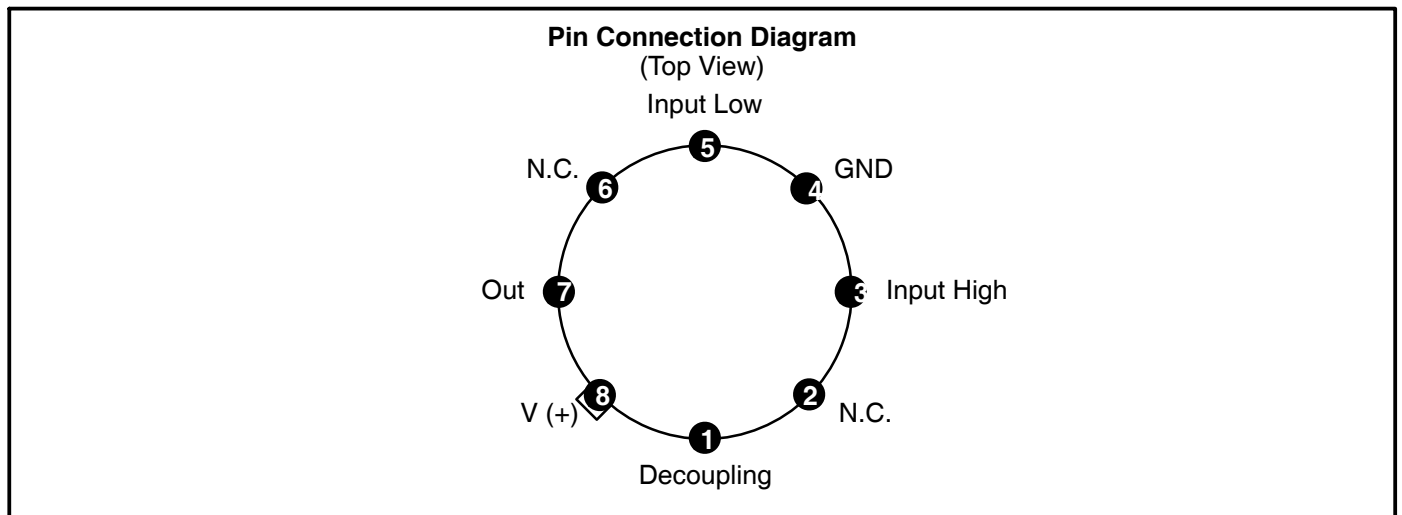 Pin Connection Diagram
(Top View)
Input Low
5
N.C.
6
4
GND
Out
7
3
Input High
V (+)
8
2
N.C.
1
Decoupling